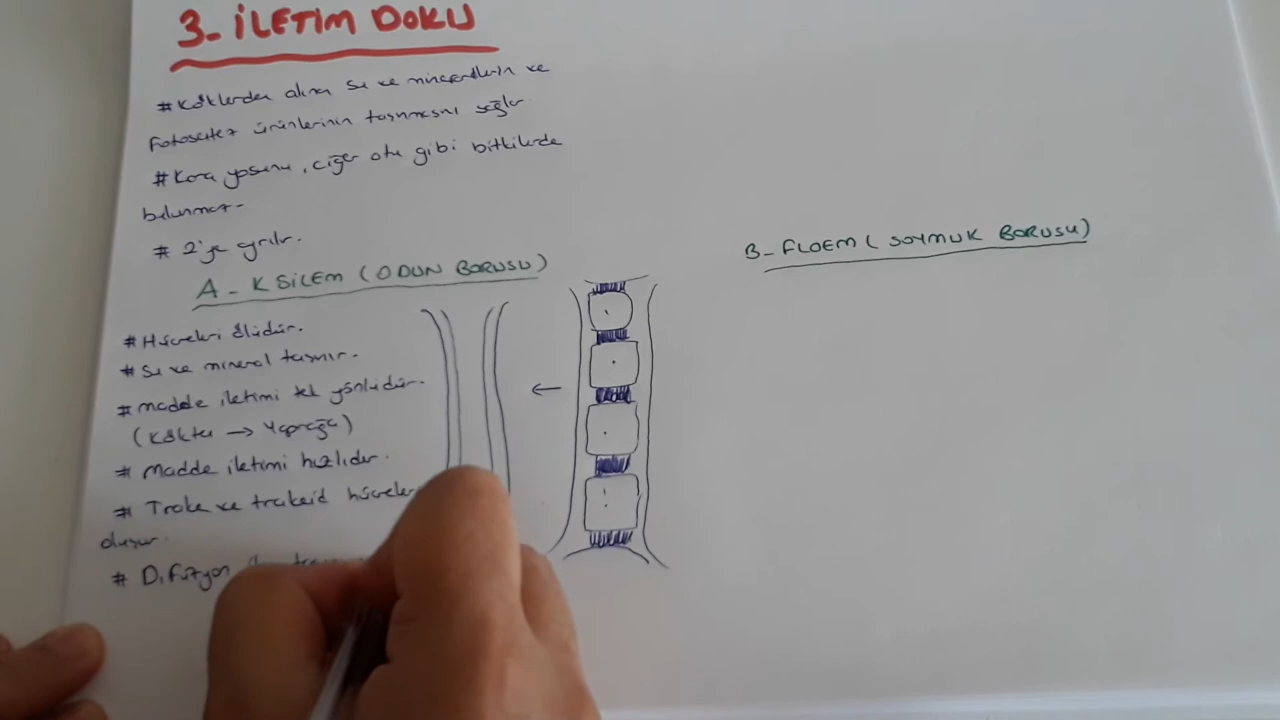 3- İLETİM DOKU
# Köklerden alınan su ve minerallerin ve
Fotosentez ürünlerinin taşınmasını sağlar.
# Kara yosunu, ciğer otu gibi bitkilerde
bulunmaz.
# 2'ye ayrılır.
A - KSİLEM (ODUN BORUSU)
# Hücreleri ölüdür.
# Su ve mineral taşınır.
# Madde iletimi tek yönlüdür.
(Kökten → Yaprağa)
# Madde iletimi hızlıdır.
# Trake ve trakeid hücreler
oluşur.
# Difüzyon
B - FLOEM (SOYMUK BORUSU)